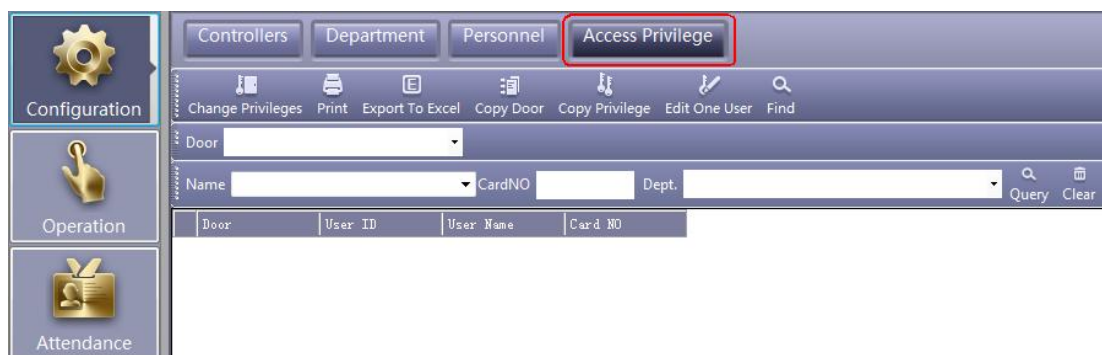 Controllers Department Personnel Access Privilege
Configuration
Change Privileges Print Export To Excel Copy Door Copy Privilege Edit One User Find
Door
Name CardNO Dept. Query Clear
Operation
Door User ID User Name Card NO
Attendance